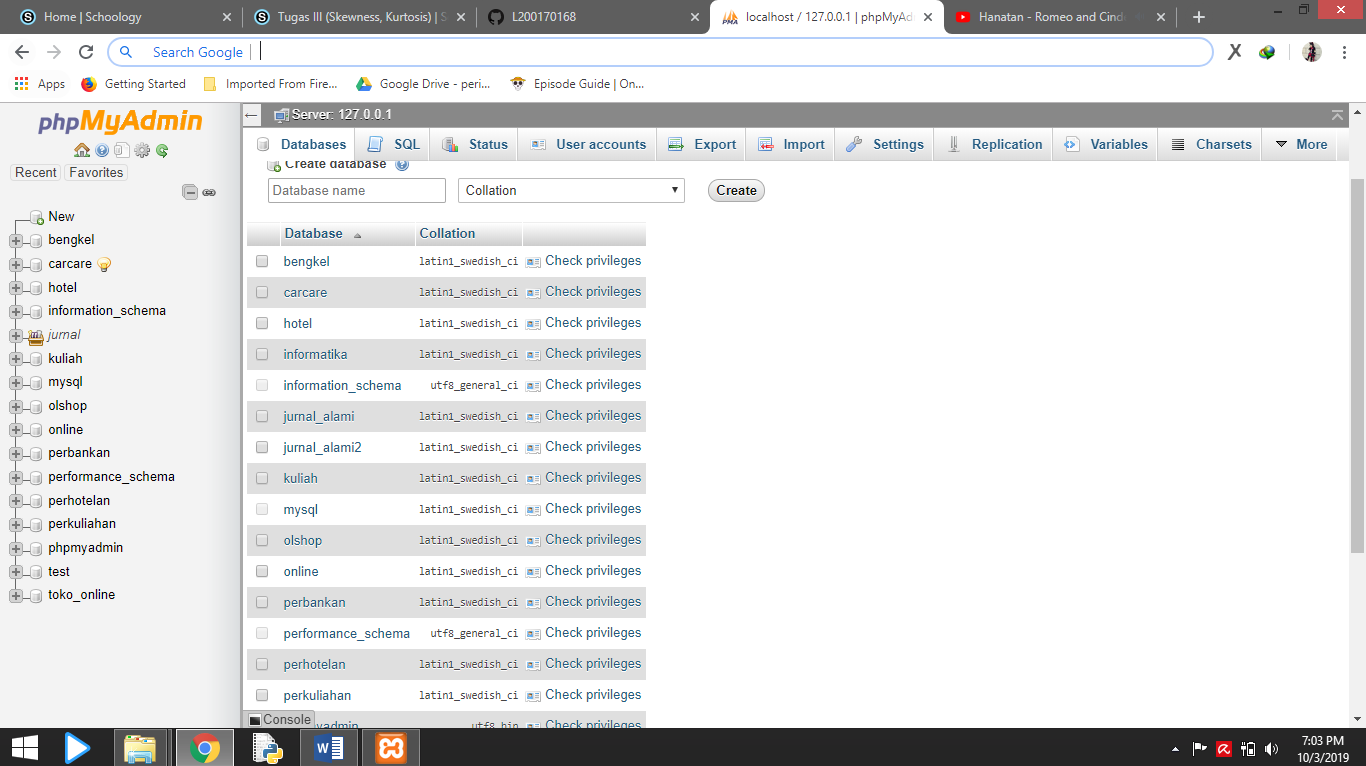 Home | Schoology
Tugas III (Skewness, Kurtosis) | S
L200170168
localhost / 127.0.0.1 | phpMyAd
Hanatan - Romeo and Cind
Search Google
Apps
Getting Started
Imported From Fire...
Google Drive - peri...
Episode Guide | On...
phpMyAdmin
Recent Favorites
New
bengkel
carcare
hotel
information_schema
jurnal
kuliah
mysql
olshop
online
perbankan
performance_schema
perhotelan
perkuliahan
phpmyadmin
test
toko_online
Server: 127.0.0.1
Databases SQL Status User accounts Export Import Settings Replication Variables Charsets More
Create database
Database name Collation Create
Database Collation
bengkel latin1_swedish_ci Check privileges
carcare latin1_swedish_ci Check privileges
hotel latin1_swedish_ci Check privileges
informatika latin1_swedish_ci Check privileges
information_schema utf8_general_ci Check privileges
jurnal_alami latin1_swedish_ci Check privileges
jurnal_alami2 latin1_swedish_ci Check privileges
kuliah latin1_swedish_ci Check privileges
mysql latin1_swedish_ci Check privileges
olshop latin1_swedish_ci Check privileges
online latin1_swedish_ci Check privileges
perbankan latin1_swedish_ci Check privileges
performance_schema utf8_general_ci Check privileges
perhotelan latin1_swedish_ci Check privileges
perkuliahan latin1_swedish_ci Check privileges
yadmin utf8_bin Check privileges
Console
7:03 PM
10/3/2019